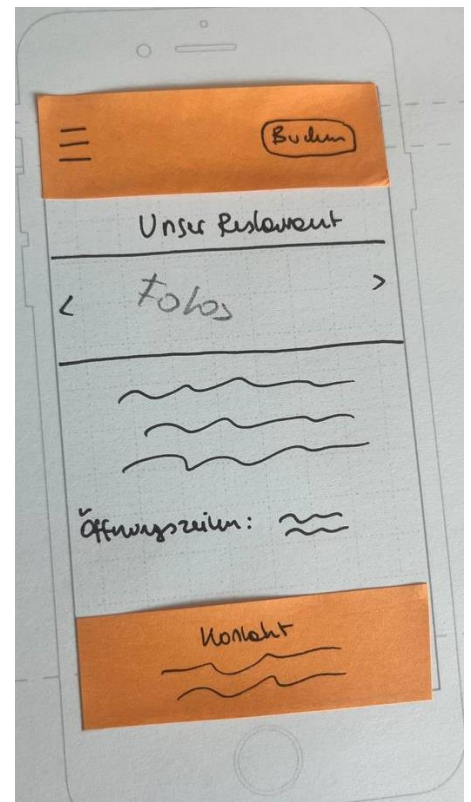 Buchen
Unser Restaurant
< Fotos >
Öffnungszeiten:
Kontakt